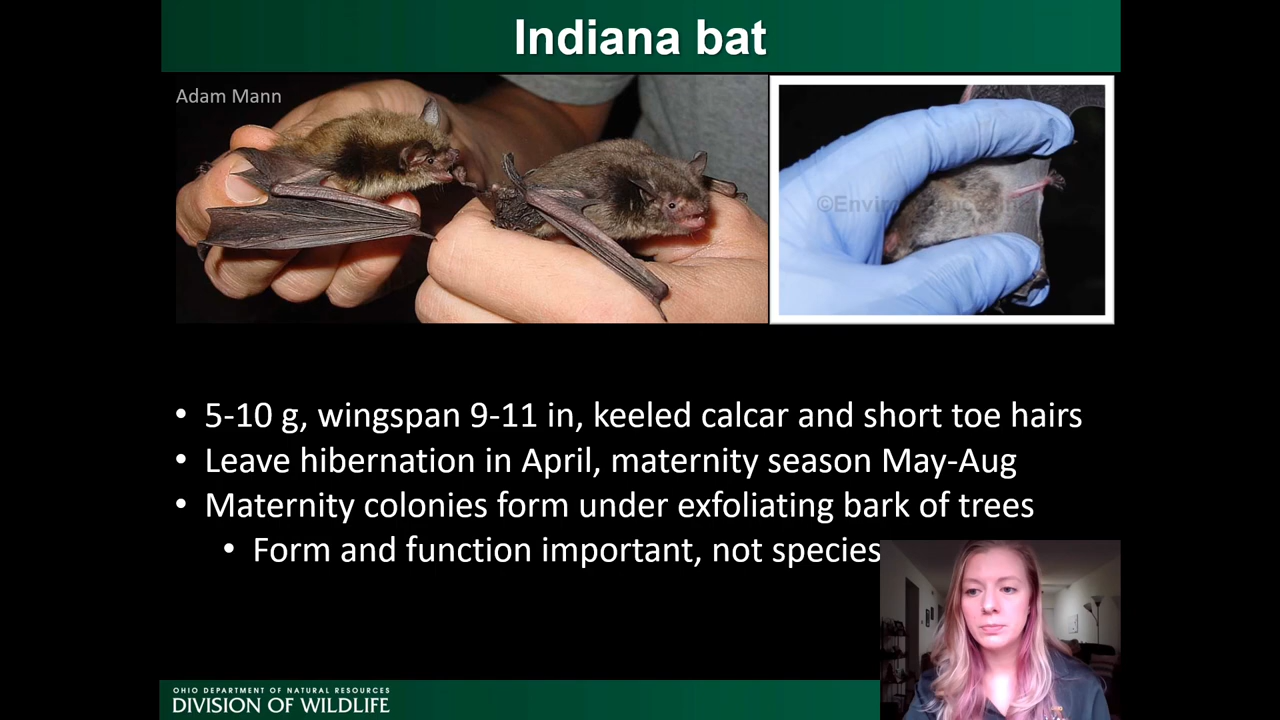 Indiana bat
Adam Mann
• 5-10 g, wingspan 9-11 in, keeled calcar and short toe hairs
• Leave hibernation in April, maternity season May-Aug
• Maternity colonies form under exfoliating bark of trees
• Form and function important, not species
OHIO DEPARTMENT OF NATURAL RESOURCES
DIVISION OF WILDLIFE